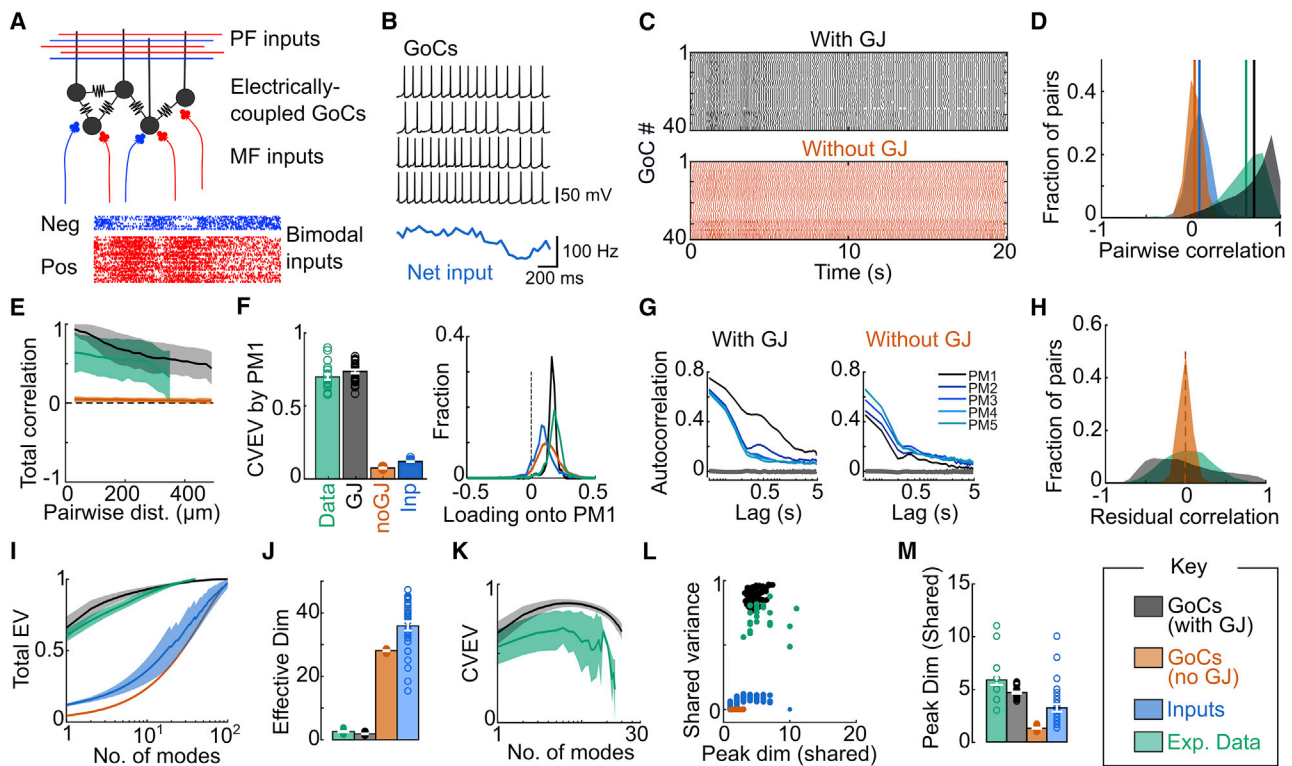 A
PF inputs
Electrically-
coupled GoCs
MF inputs
Neg
Pos
Bimodal
inputs
B
GoCs
50 mV
100 Hz
200 ms
Net input
C
With GJ
1
40
GoC #
Without GJ
1
40
0
10
20
Time (s)
D
Fraction of pairs
0.4
0.2
0
-1
0
1
Pairwise correlation
E
Total correlation
1
0
-1
0
200
400
Pairwise dist. (µm)
F
CVEV by PM1
1
0.5
0
Data
GJ
noGJ
Inp
Fraction
0.4
0.2
0
-0.5
0
0.5
Loading onto PM1
G
With GJ
Autocorrelation
0.8
0.4
0
0.5
5
Lag (s)
Without GJ
0.8
0.4
0
PM1
PM2
PM3
PM4
PM5
0.5
5
Lag (s)
H
Fraction of pairs
0.6
0.4
0.2
0
-1
0
1
Residual correlation
I
Total EV
1
0.5
0
1
10
10²
No. of modes
J
Effective Dim
40
20
0
K
CVEV
1
0
1
30
No. of modes
L
Shared variance
1
0
0
10
20
Peak dim (shared)
M
Peak Dim (Shared)
15
10
5
0
Key
GoCs
(with GJ)
GoCs
(no GJ)
Inputs
Exp. Data